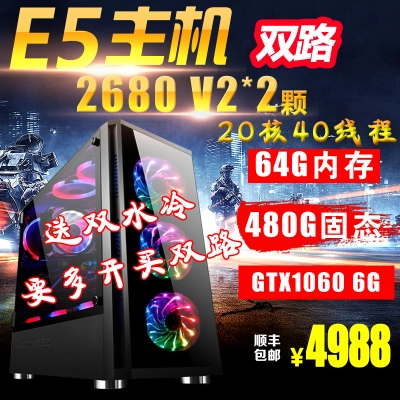 E5主机 双路
2680 V2*2颗
20核40线程
64G内存
送双水冷
480G固态
要多开买双路
GTX1060 6G
顺丰包邮 ¥4988